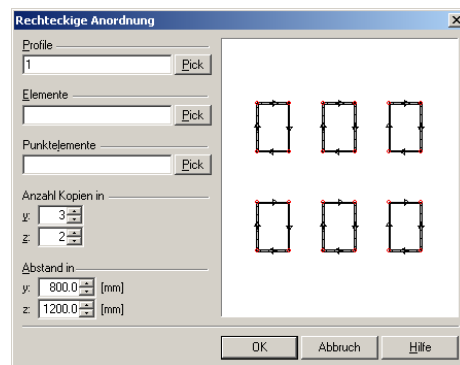 Rechteckige Anordnung
Profile
1
Pick
Elemente
Pick
Punktelemente
Pick
Anzahl Kopien in
y: 3
z: 2
Abstand in
y: 800.0 [mm]
z: 1200.0 [mm]
OK Abbruch Hilfe